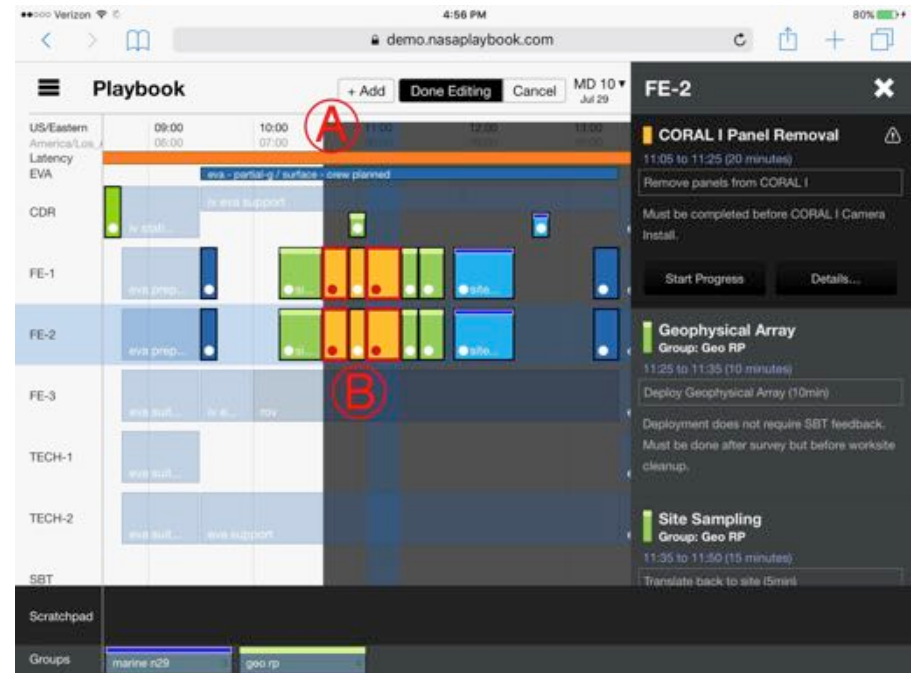 Verizon
4:56 PM
80%
demo.nasaplaybook.com
Playbook
+ Add
Done Editing
Cancel
MD 10
Jul 29
US/Eastern
09:00
10:00
11:00
12:00
13:00
America/Los_
06:00
07:00
A
Latency
EVA
eva - partial-g / surface - crew planned
CDR
iv stati...
iv eva support
FE-1
eva prep...
si...
site...
FE-2
eva prep...
si...
site...
B
FE-3
eva suit...
iv e...
rov
TECH-1
eva suit...
TECH-2
eva suit...
eva support
SBT
Scratchpad
Groups
marine n29
geo rp
FE-2
CORAL I Panel Removal
11:05 to 11:25 (20 minutes)
Remove panels from CORAL I
Must be completed before CORAL I Camera
Install.
Start Progress
Details...
Geophysical Array
Group: Geo RP
11:25 to 11:35 (10 minutes)
Deploy Geophysical Array (10min)
Deployment does not require SBT feedback.
Must be done after survey but before worksite
cleanup.
Site Sampling
Group: Geo RP
11:35 to 11:50 (15 minutes)
Translate back to site (5min)